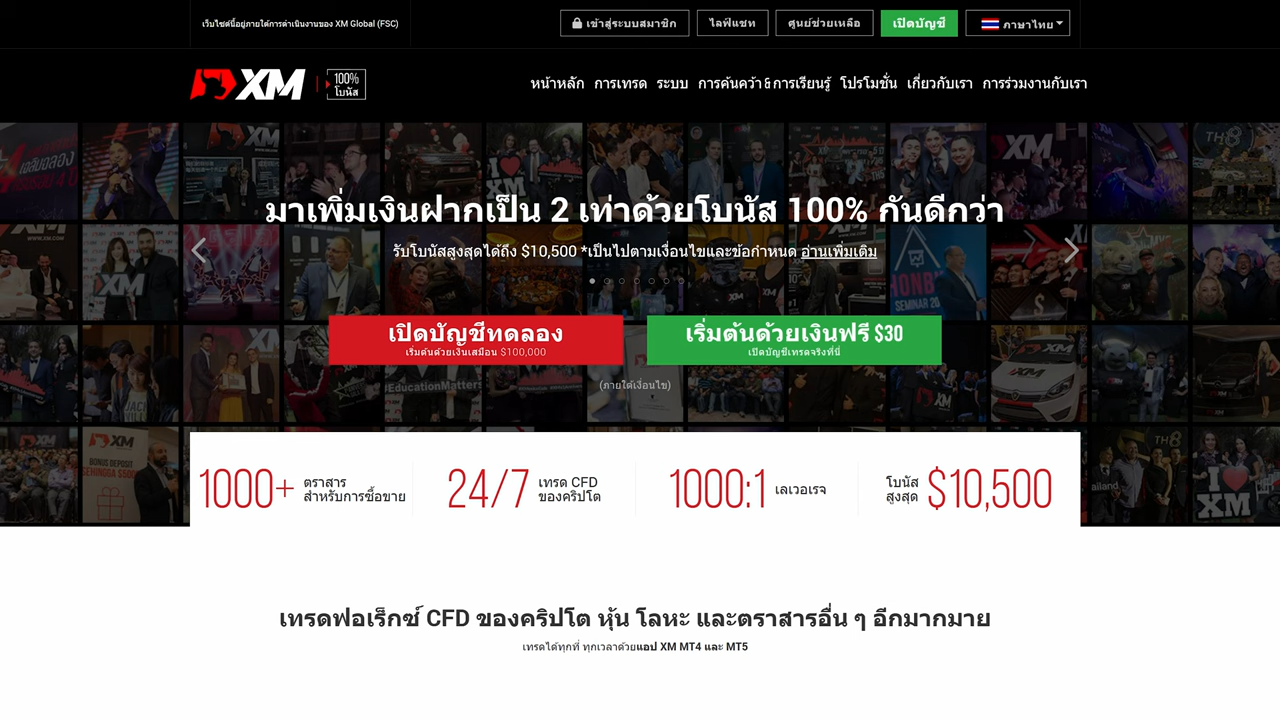 เว็บไซต์นี้อยู่ภายใต้การดำเนินงานของ XM Global (FSC)
เข้าสู่ระบบสมาชิก
ไลฟ์แชท
ศูนย์ช่วยเหลือ
เปิดบัญชี
ภาษาไทย
XM
100%
โบนัส
หน้าหลัก
การเทรด
ระบบ
การค้นคว้า & การเรียนรู้
โปรโมชั่น
เกี่ยวกับเรา
การร่วมงานกับเรา
มาเพิ่มเงินฝากเป็น 2 เท่าด้วยโบนัส 100% กันดีกว่า
รับโบนัสสูงสุดได้ถึง $10,500 *เป็นไปตามเงื่อนไขและข้อกำหนด อ่านเพิ่มเติม
เปิดบัญชีทดลอง
เริ่มต้นด้วยเงินเสมือน $100,000
เริ่มต้นด้วยเงินฟรี $30
เปิดบัญชีเทรดจริงที่นี่
(ภายใต้เงื่อนไข)
1000+
ตราสาร
สำหรับการซื้อขาย
24/7
เทรด CFD
ของคริปโต
1000:1
เลเวอเรจ
โบนัส
สูงสุด
$10,500
เทรดฟอเร็กซ์ CFD ของคริปโต หุ้น โลหะ และตราสารอื่น ๆ อีกมากมาย
เทรดได้ทุกที่ ทุกเวลาด้วยแอป XM MT4 และ MT5